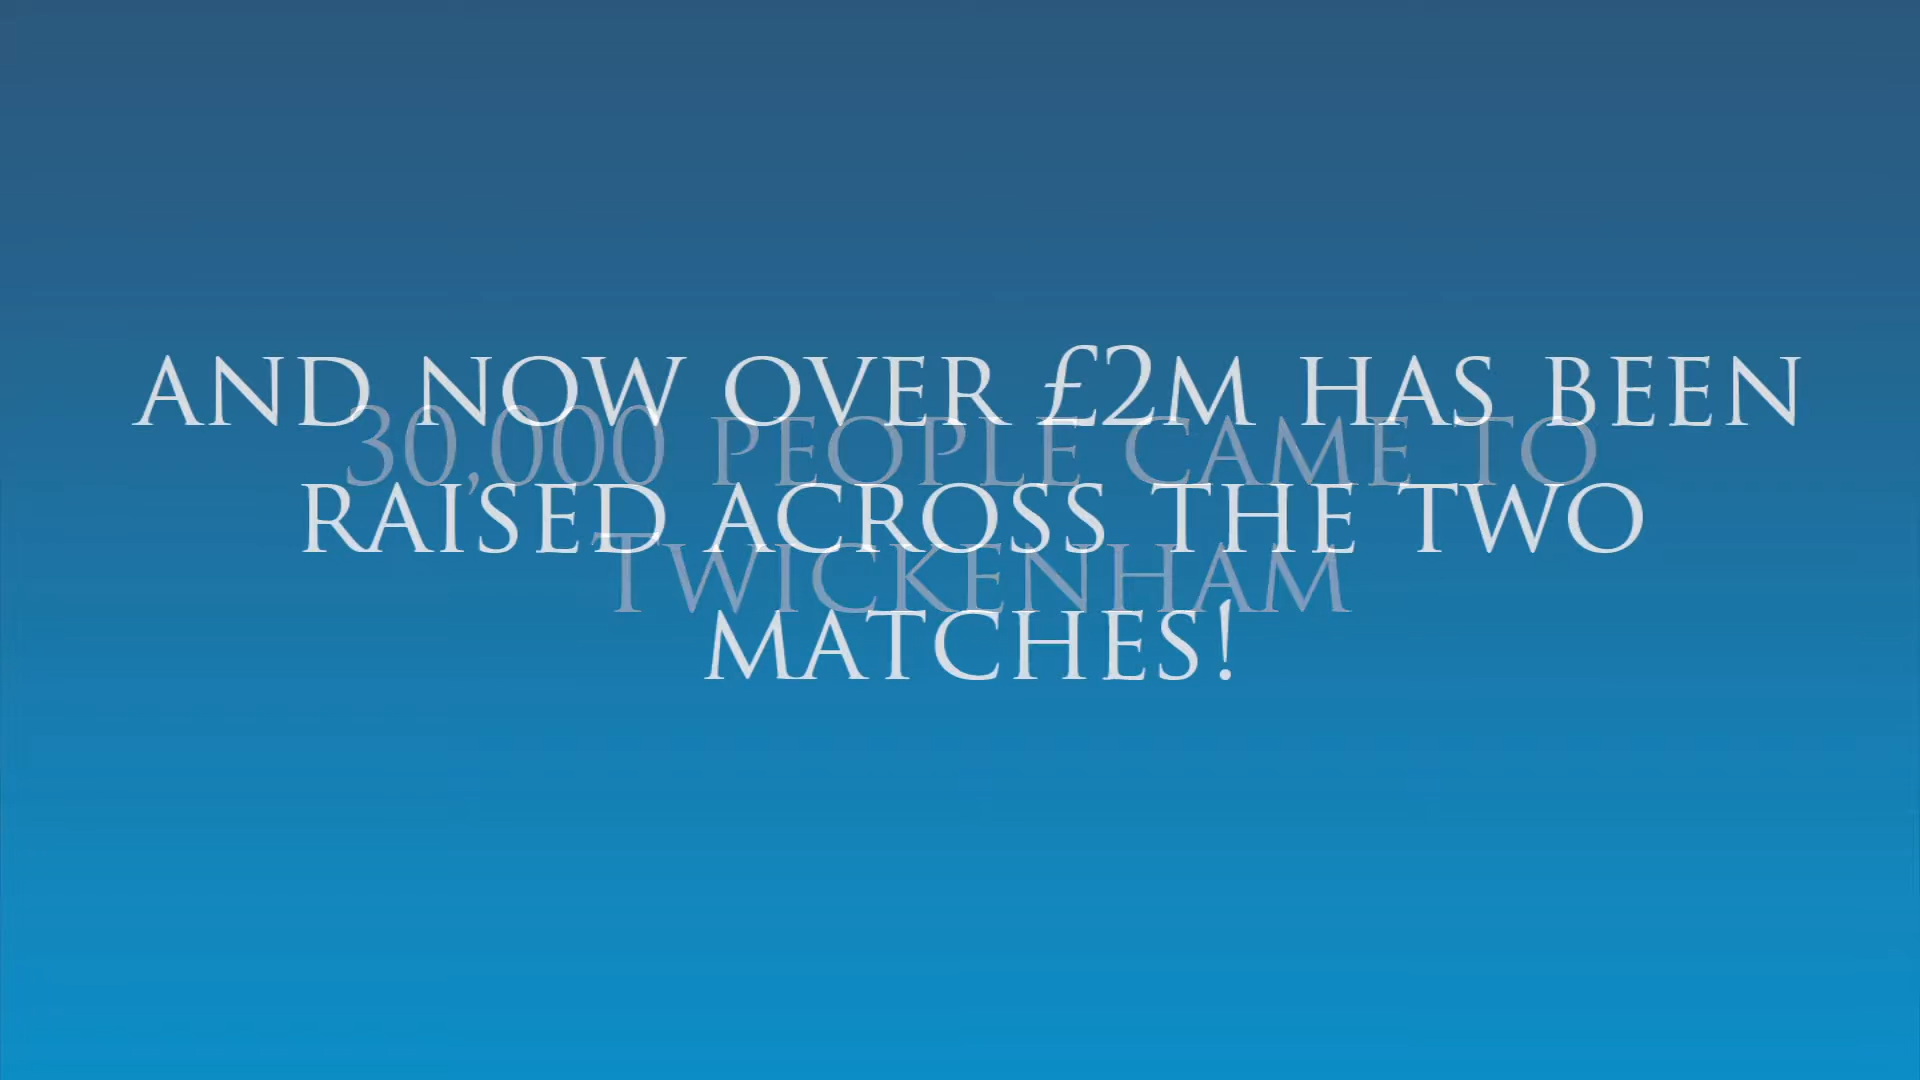 AND NOW OVER £2M HAS BEEN
30,000 PEOPLE CAME TO
RAISED ACROSS THE TWO
TWICKENHAM
MATCHES!